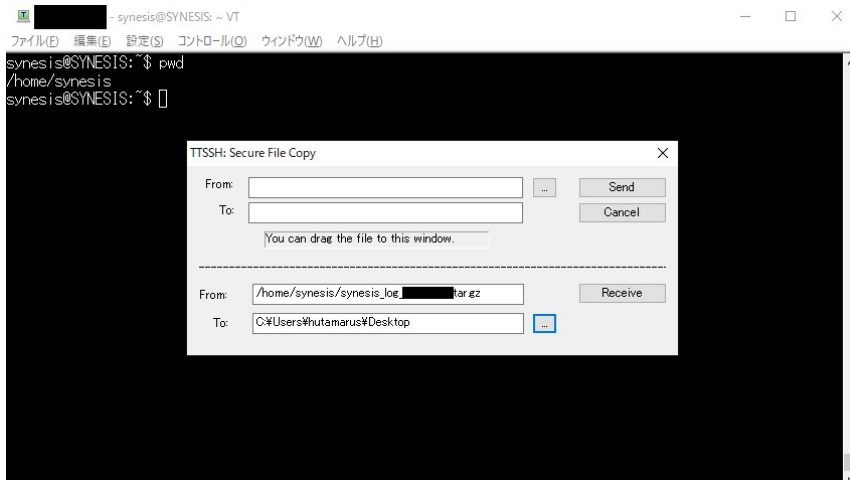 - synesis@SYNESIS: ~ VT
ファイル(F) 編集(E) 設定(S) コントロール(O) ウィンドウ(W) ヘルプ(H)
synesis@SYNESIS:~$ pwd
/home/synesis
synesis@SYNESIS:~$
TTSSH: Secure File Copy
From: ... Send
To: Cancel
You can drag the file to this window.
From: /home/synesis/synesis_log_ tar.gz Receive
To: C:¥Users¥hutamarus¥Desktop ...